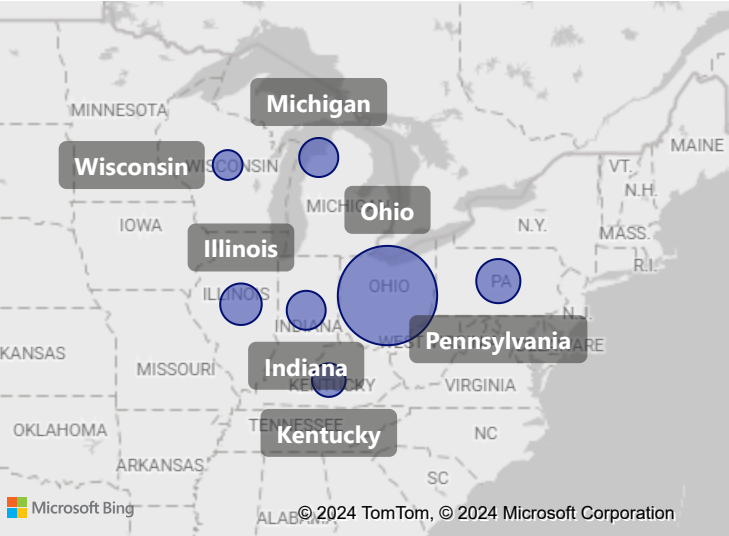 MINNESOTA
Michigan
MAINE
Wisconsin
WISCONSIN
VT.
N.H.
MICHIGAN
Ohio
IOWA
N.Y.
MASS.
Illinois
R.I.
OHIO
PA
ILLINOIS
N.J.
INDIANA
WEST
Pennsylvania
KANSAS
MISSOURI
Indiana
KENTUCKY
VIRGINIA
TENNESSEE
Kentucky
NC
OKLAHOMA
ARKANSAS
SC
Microsoft Bing
ALABAMA
© 2024 TomTom, © 2024 Microsoft Corporation